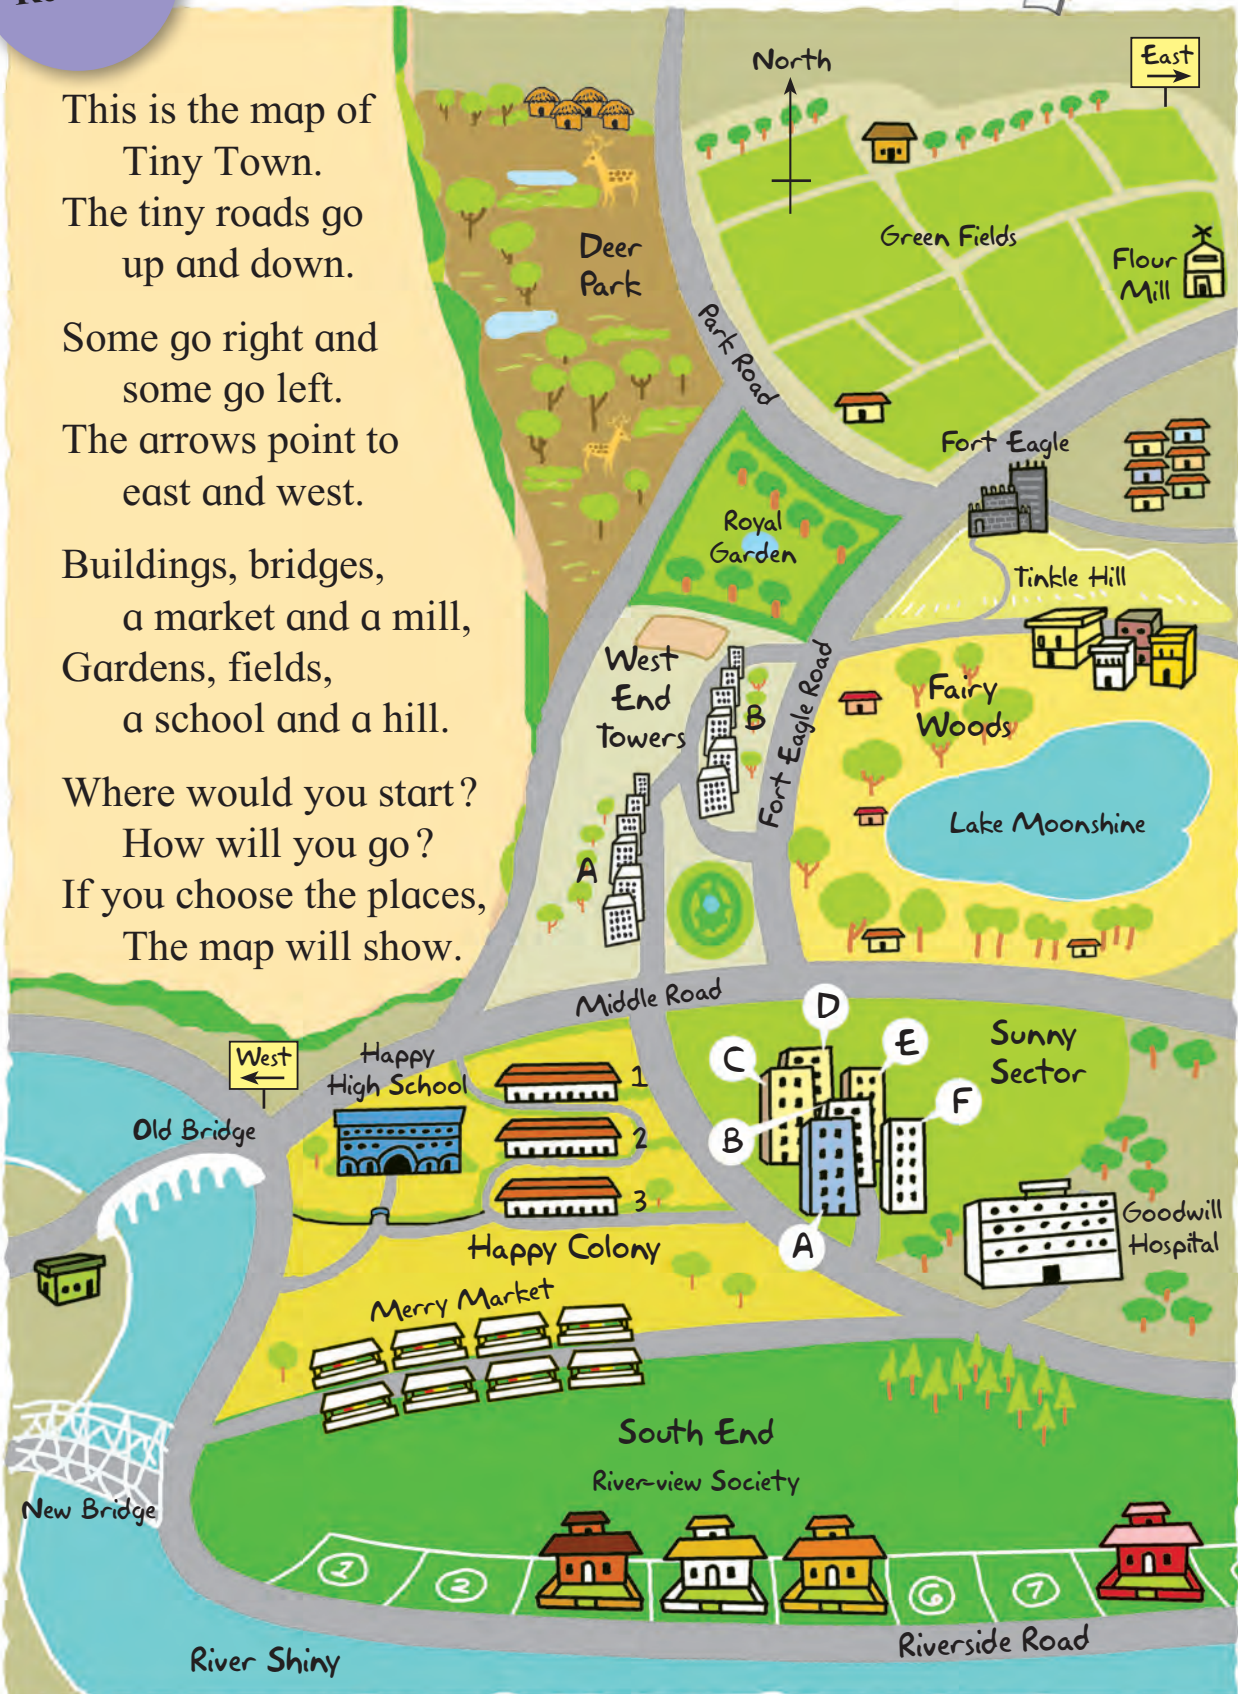 This is the map of
Tiny Town.
The tiny roads go
up and down.
Some go right and
some go left.
The arrows point to
east and west.
Buildings, bridges,
a market and a mill,
Gardens, fields,
a school and a hill.
Where would you start?
How will you go?
If you choose the places,
The map will show.
North
East
Green Fields
Flour
Mill
Deer
Park
Park Road
Fort Eagle
Royal
Garden
Tinkle Hill
West
End
Towers
B
Fort Eagle Road
Fairy
Woods
Lake Moonshine
A
Middle Road
D
Sunny
Sector
C
E
F
B
A
West
Happy
High School
1
2
3
Old Bridge
Happy Colony
Goodwill
Hospital
Merry Market
South End
River-view Society
New Bridge
1
2
6
7
Riverside Road
River Shiny